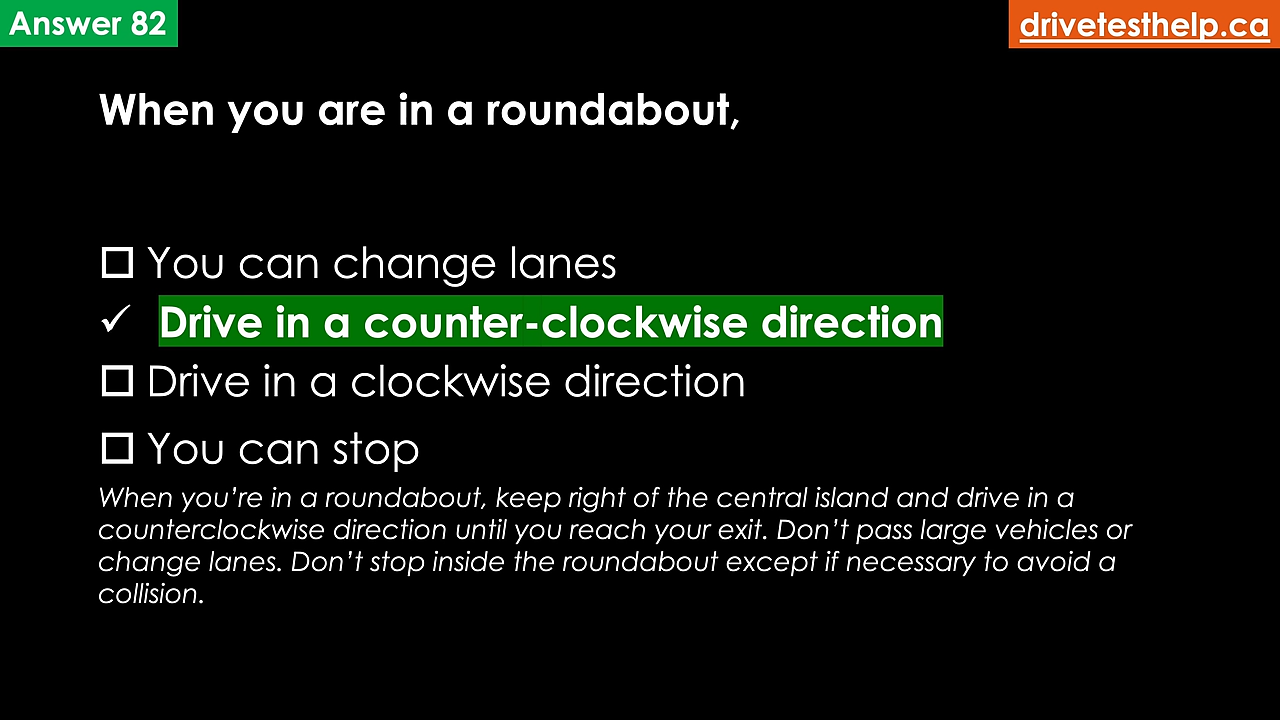 Answer 82
drivetesthelp.ca
When you are in a roundabout,
☐ You can change lanes
✓ Drive in a counter-clockwise direction
☐ Drive in a clockwise direction
☐ You can stop
When you’re in a roundabout, keep right of the central island and drive in a
counterclockwise direction until you reach your exit. Don’t pass large vehicles or
change lanes. Don’t stop inside the roundabout except if necessary to avoid a
collision.